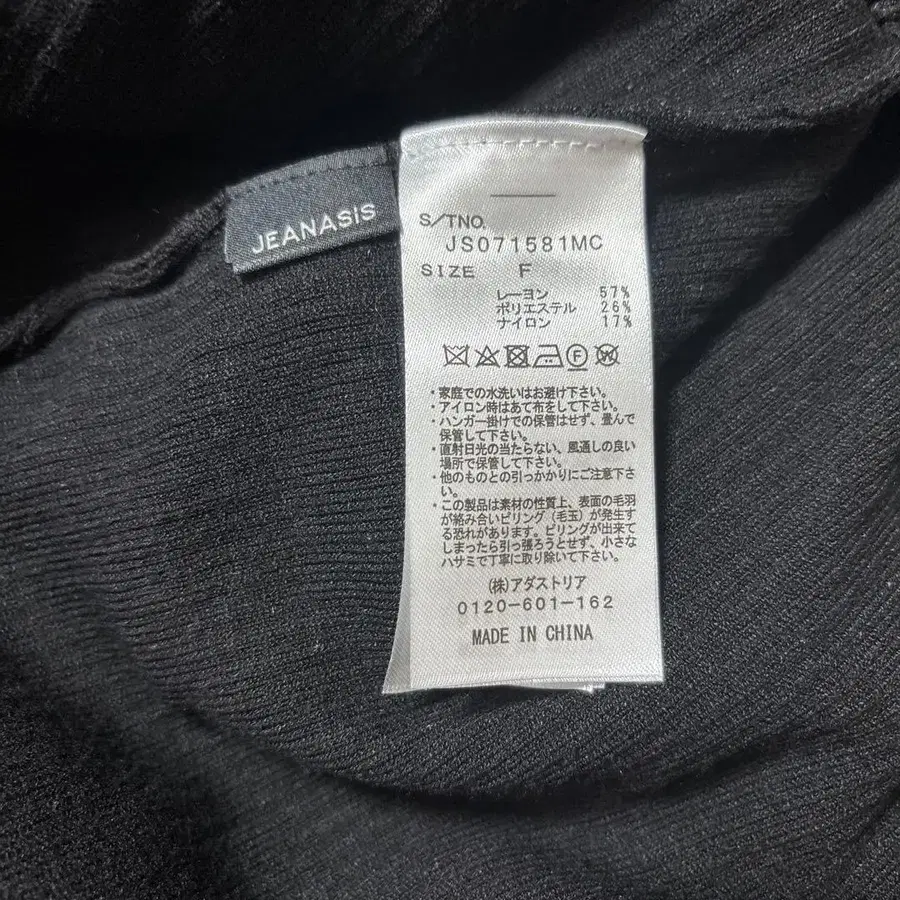 JEANASIS
S/TNO.
JS071581MC
SIZE F
レーヨン 57%
ポリエステル 26%
ナイロン 17%
・家庭での水洗いはお避け下さい。
・アイロン時はあて布をして下さい。
・ハンガー掛けでの保管はせず、畳んで
保管して下さい。
・直射日光の当たらない、風通しの良い
場所で保管して下さい。
・他のものとの引っかかりにご注意下さ
い。
・この製品は素材の性質上、表面の毛羽
が絡み合いピリング(毛玉)が発生す
る恐れがあります。ピリングが出来て
しまったら引っ張ろうとせず、小さな
ハサミで丁寧に取り除いて下さい。
(株)アダストリア
0120-601-162
MADE IN CHINA